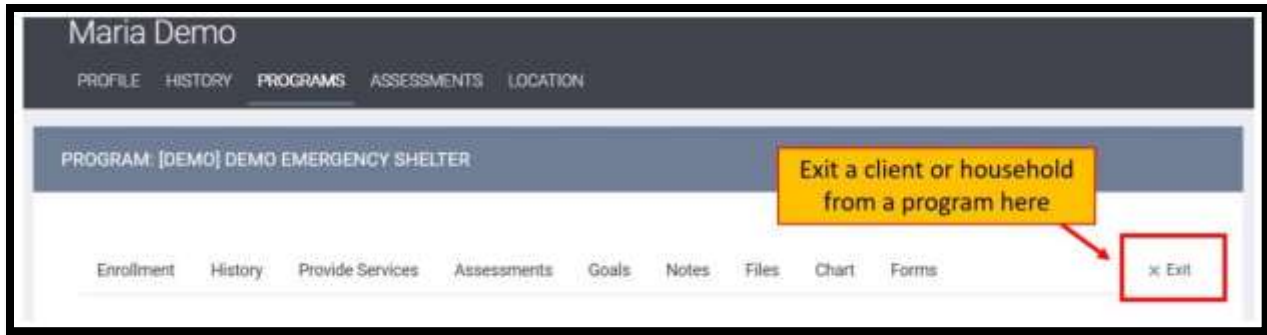 Maria Demo
PROFILE HISTORY PROGRAMS ASSESSMENTS LOCATION
PROGRAM: [DEMO] DEMO EMERGENCY SHELTER
Exit a client or household
from a program here
Enrollment History Provide Services Assessments Goals Notes Files Chart Forms × Exit